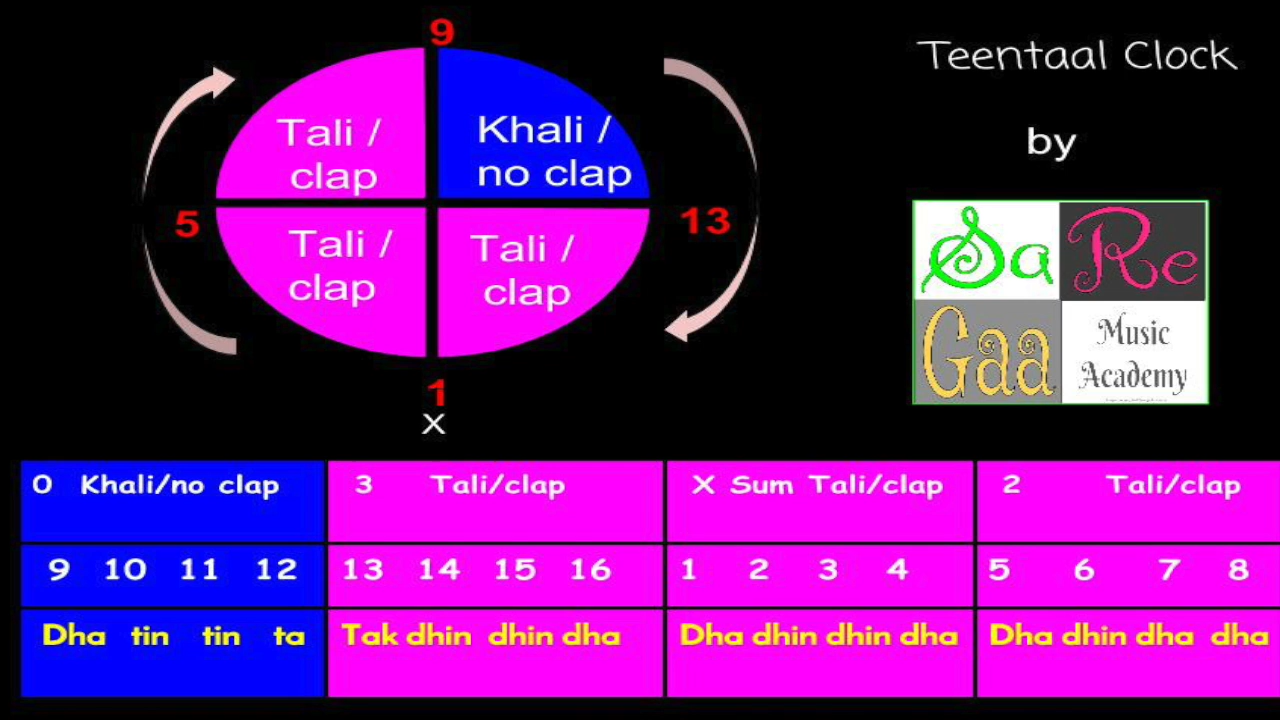 9
Teentaal Clock
Tali /
clap
Khali /
no clap
by
5
13
Tali /
clap
Tali /
clap
Sa Re
Gaa Music
Academy
1
X
0 Khali/no clap 3 Tali/clap X Sum Tali/clap 2 Tali/clap
9 10 11 12 13 14 15 16 1 2 3 4 5 6 7 8
Dha tin tin ta Tak dhin dhin dha Dha dhin dhin dha Dha dhin dha dha